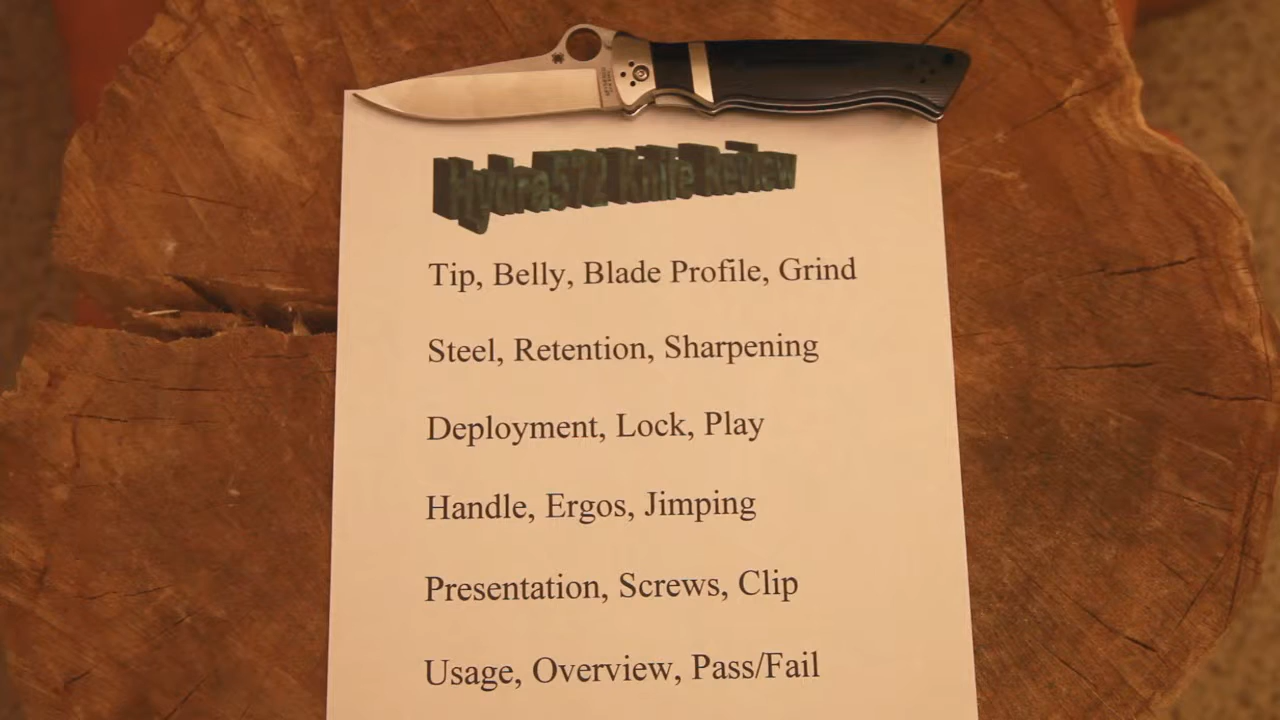 Hydra572 Knife Review
Tip, Belly, Blade Profile, Grind
Steel, Retention, Sharpening
Deployment, Lock, Play
Handle, Ergos, Jimping
Presentation, Screws, Clip
Usage, Overview, Pass/Fail